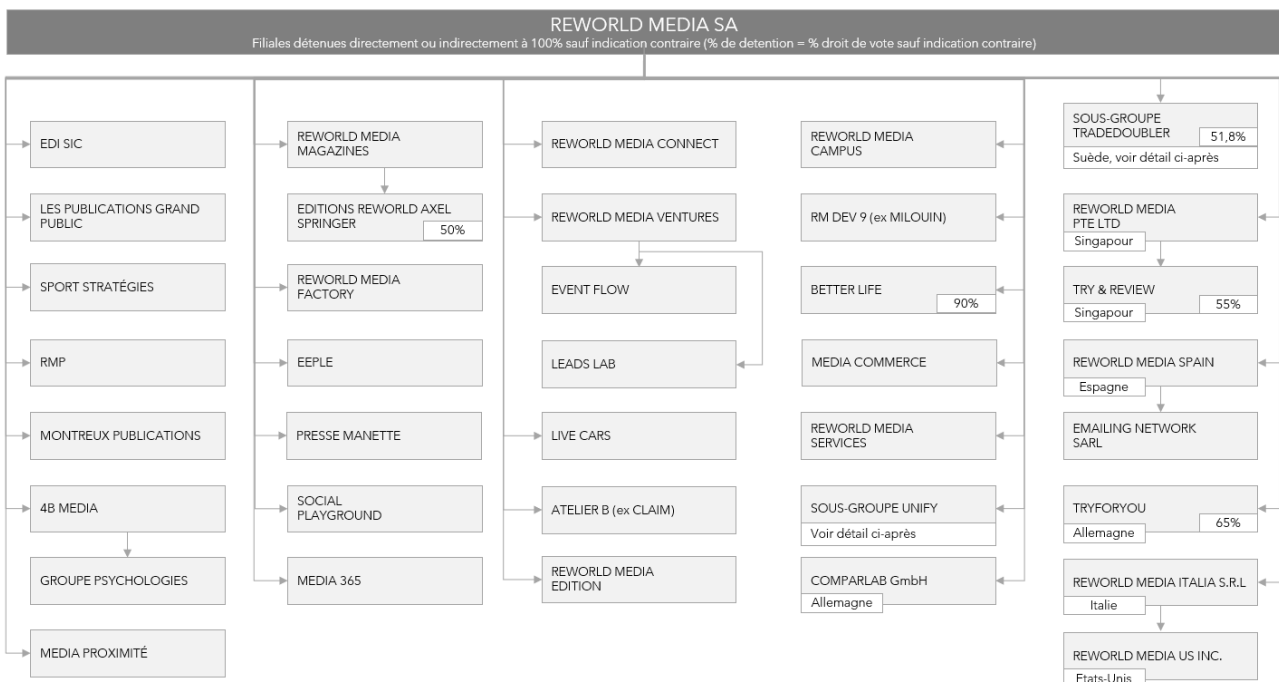 REWORLD MEDIA SA
Filiales détenues directement ou indirectement à 100% sauf indication contraire (% de detention = % droit de vote sauf indication contraire)
EDI SIC
LES PUBLICATIONS GRAND
PUBLIC
SPORT STRATÉGIES
RMP
MONTREUX PUBLICATIONS
4B MEDIA
GROUPE PSYCHOLOGIES
MEDIA PROXIMITÉ
REWORLD MEDIA
MAGAZINES
EDITIONS REWORLD AXEL
SPRINGER
50%
REWORLD MEDIA
FACTORY
EEPLE
PRESSE MANETTE
SOCIAL
PLAYGROUND
MEDIA 365
REWORLD MEDIA CONNECT
REWORLD MEDIA VENTURES
EVENT FLOW
LEADS LAB
LIVE CARS
ATELIER B (ex CLAIM)
REWORLD MEDIA
EDITION
REWORLD MEDIA
CAMPUS
RM DEV 9 (ex MILOUIN)
BETTER LIFE
90%
MEDIA COMMERCE
REWORLD MEDIA
SERVICES
SOUS-GROUPE UNIFY
Voir détail ci-après
COMPARLAB GmbH
Allemagne
SOUS-GROUPE
TRADEDOUBLER
51,8%
Suède, voir détail ci-après
REWORLD MEDIA
PTE LTD
Singapour
TRY & REVIEW
55%
Singapour
REWORLD MEDIA SPAIN
Espagne
EMAILING NETWORK
SARL
TRYFORYOU
65%
Allemagne
REWORLD MEDIA ITALIA S.R.L
Italie
REWORLD MEDIA US INC.
Etats-Unis